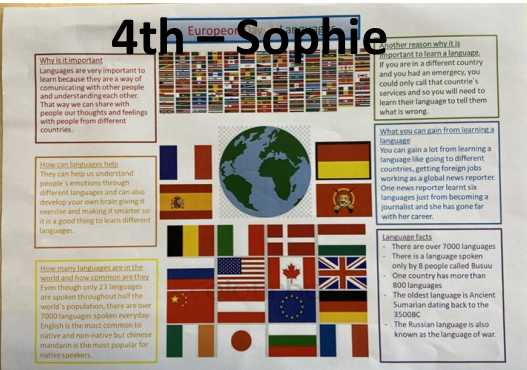 4th – Sophie
European Day of Languages
Why is it important
Languages are very important to
learn because they are a way of
comunicating with other people
and understanding each other.
That way we can share with
people our thoughts and feelings
with people from different
countries.
How can languages help
They can help us understand
people's emotions through
different languages and can also
develop your own brain giving it
exercise and making it smarter so
it is a good thing to learn different
languages.
How many languages are in the
world and how common are they
Even though only 23 languages
are spoken throughout half the
world's population, there are over
7000 languages spoken everyday.
English is the most common to
native and non-native but chinese
mandarin is the most popular for
native speakers.
Another reason why it is
important to learn a language.
If you are in a different country
and you had an emergecy, you
could only call that countrie's
services and so you will need to
learn their language to tell them
what is wrong.
What you can gain from learning a
language
You can gain a lot from learning a
language like going to different
countries, getting foreign jobs
working as a global news reporter.
One news reporter learnt six
languages just from becoming a
journalist and she has gone far
with her career.
Language facts
- There are over 7000 languages
- There is a language spoken
only by 8 people called Busuu
- One country has more than
800 languages
- The oldest language is Ancient
Sumarian dating back to the
3500BC
- The Russian language is also
known as the language of war.